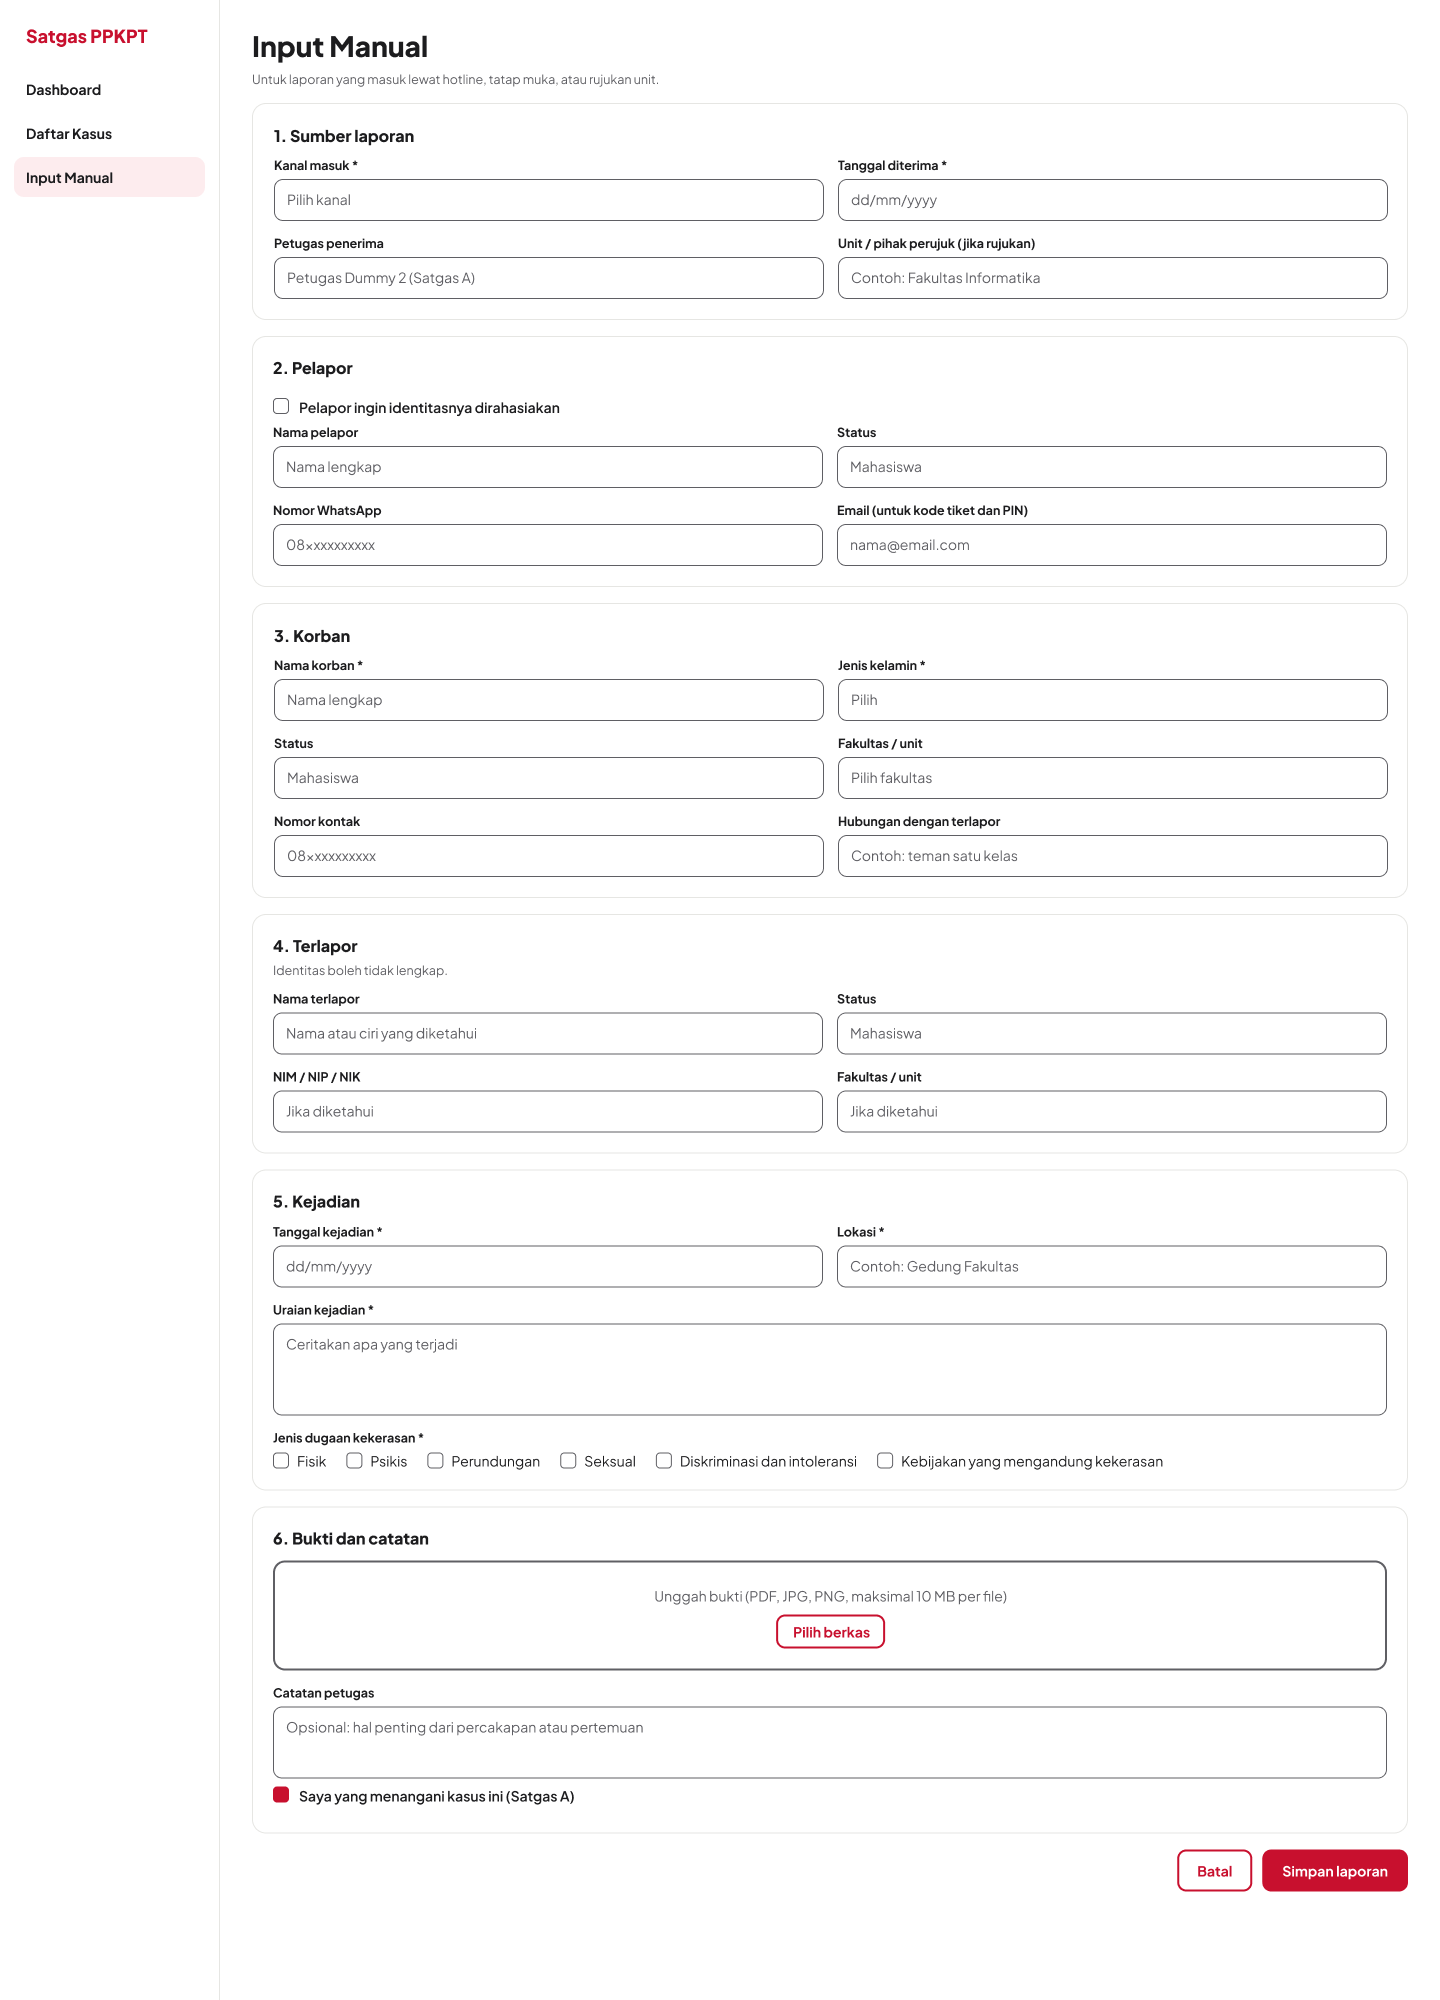 Satgas PPKPT
Dashboard
Daftar Kasus
Input Manual
Input Manual
Untuk laporan yang masuk lewat hotline, tatap muka, atau rujukan unit.
1. Sumber laporan
Kanal masuk *
Tanggal diterima *
Pilih kanal
dd/mm/yyyy
Petugas penerima
Unit / pihak perujuk (jika rujukan)
Petugas Dummy 2 (Satgas A)
Contoh: Fakultas Informatika
2. Pelapor
Pelapor ingin identitasnya dirahasiakan
Nama pelapor
Status
Nama lengkap
Mahasiswa
Nomor WhatsApp
Email (untuk kode tiket dan PIN)
08xxxxxxxxxx
nama@email.com
3. Korban
Nama korban *
Jenis kelamin *
Nama lengkap
Pilih
Status
Fakultas / unit
Mahasiswa
Pilih fakultas
Nomor kontak
Hubungan dengan terlapor
08xxxxxxxxxx
Contoh: teman satu kelas
4. Terlapor
Identitas boleh tidak lengkap.
Nama terlapor
Status
Nama atau ciri yang diketahui
Mahasiswa
NIM / NIP / NIK
Fakultas / unit
Jika diketahui
Jika diketahui
5. Kejadian
Tanggal kejadian *
Lokasi *
dd/mm/yyyy
Contoh: Gedung Fakultas
Uraian kejadian *
Ceritakan apa yang terjadi
Jenis dugaan kekerasan *
Fisik Psikis Perundungan Seksual Diskriminasi dan intoleransi Kebijakan yang mengandung kekerasan
6. Bukti dan catatan
Unggah bukti (PDF, JPG, PNG, maksimal 10 MB per file)
Pilih berkas
Catatan petugas
Opsional: hal penting dari percakapan atau pertemuan
Saya yang menangani kasus ini (Satgas A)
Batal
Simpan laporan